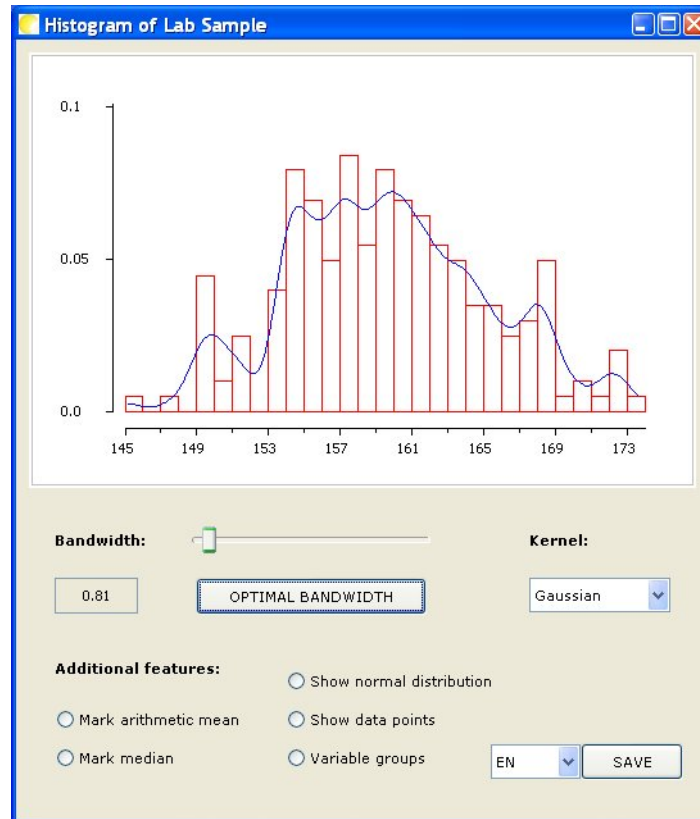 Histogram of Lab Sample
0.1
0.05
0.0
145 149 153 157 161 165 169 173
Bandwidth:
Kernel:
0.81
OPTIMAL BANDWIDTH
Gaussian
Additional features:
Show normal distribution
Mark arithmetic mean
Show data points
Mark median
Variable groups
EN
SAVE